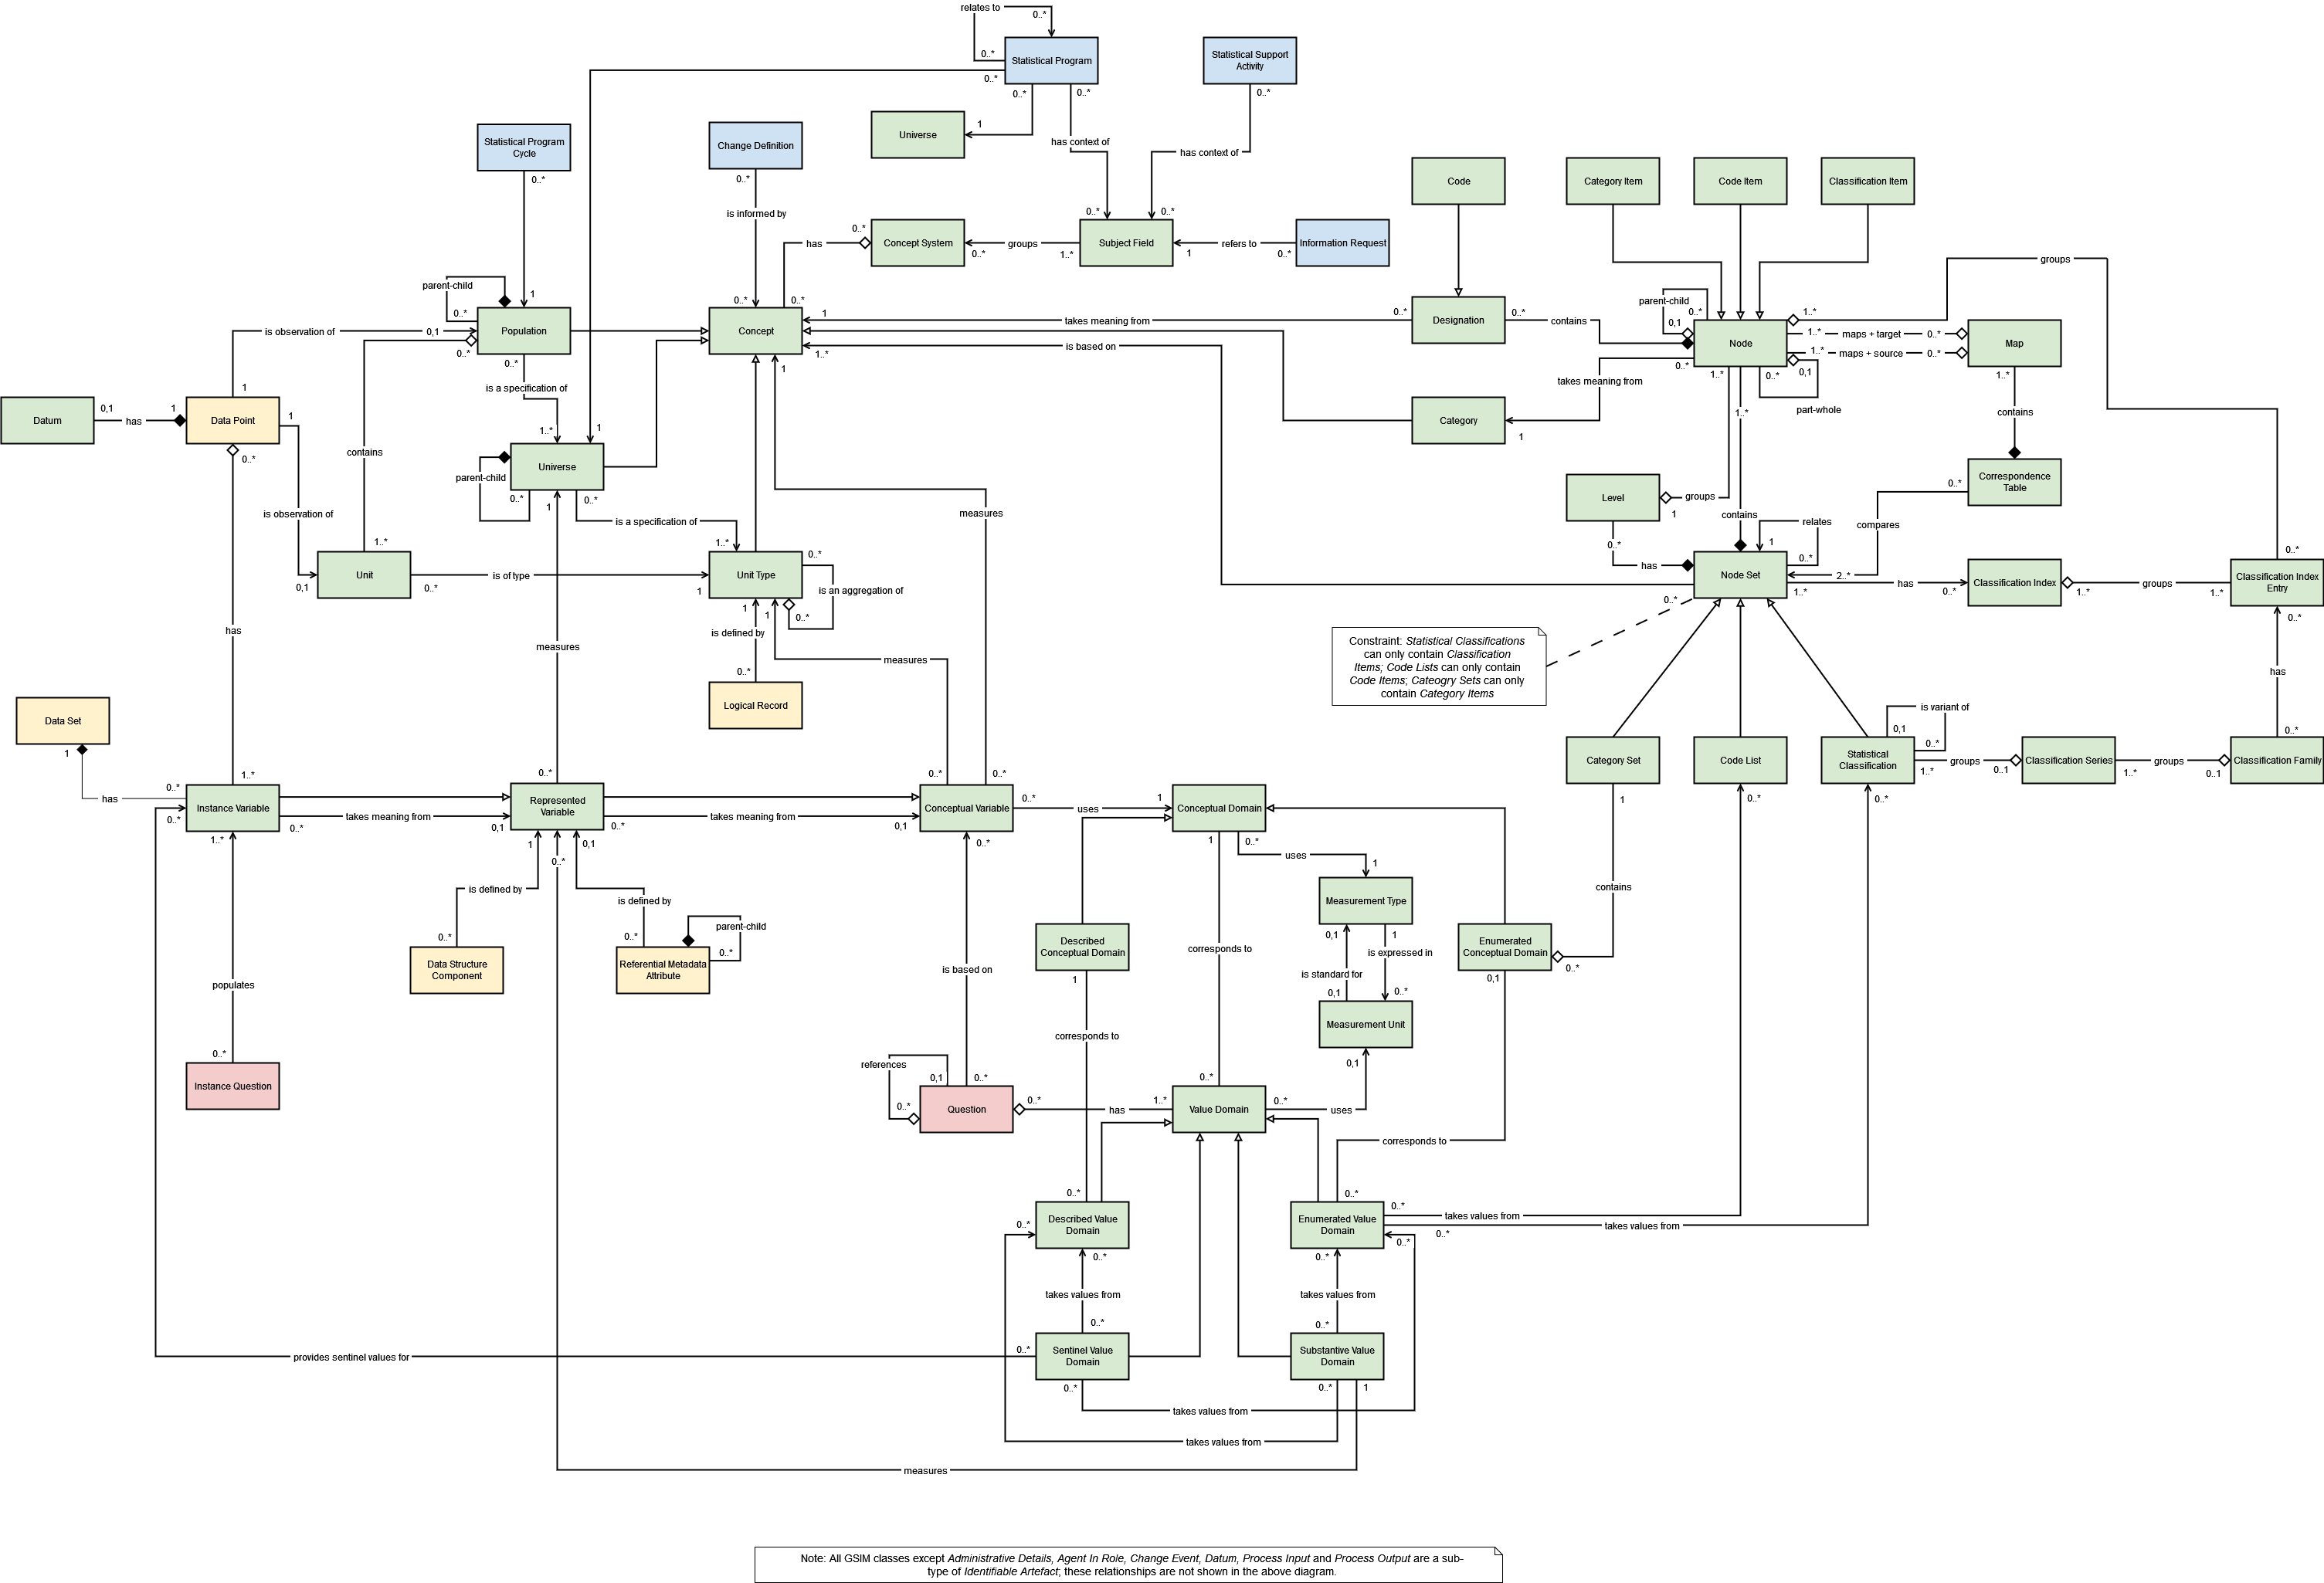 relates to
0..*
0..*
Statistical Program
0..*
0..*
0..*
Statistical Support
Activity
0..*
Universe
1
has context of
has context of
Statistical Program
Cycle
0..*
Change Definition
0..*
is informed by
Code
Category Item
Code Item
Classification Item
0..*
0..*
0..*
has
Concept System
0..*
groups
1..*
Subject Field
1
refers to
0..*
Information Request
groups
parent-child
0..*
1
0..*
0..*
is observation of
0,1
Population
0..*
0..*
Concept
1
1..*
1
takes meaning from
is based on
0..*
Designation
0..*
contains
parent-child
0..*
0,1
Node
1..*
1..*
maps + target
0..*
1..*
maps + source
0..*
Map
0..*
1..*
0..*
0,1
part-whole
1..*
takes meaning from
is a specification of
1
Datum
0,1
has
1
Data Point
1
0..*
Category
1
1..*
contains
contains
1..*
1
Universe
parent-child
0..*
0..*
1
Correspondence
Table
0..*
Level
groups
1
measures
is observation of
is a specification of
contains
relates
compares
1..*
1..*
0..*
0..*
1
0..*
0..*
Unit
0,1
0..*
is of type
1
Unit Type
is an aggregation of
0..*
1
1
has
Node Set
2..*
1..*
0..*
has
0..*
Classification Index
1..*
groups
1..*
Classification Index
Entry
0..*
has
is defined by
measures
measures
0..*
Constraint: Statistical Classifications
can only contain Classification
Items; Code Lists can only contain
Code Items; Cateogry Sets can only
contain Category Items
has
Logical Record
Data Set
1
is variant of
0,1
0..*
0..*
Category Set
1
Code List
0..*
Statistical
Classification
0..*
1..*
groups
0..1
Classification Series
1..*
groups
0..1
Classification Family
has
0..*
0..*
1..*
Instance Variable
1..*
0..*
takes meaning from
0,1
0..*
Represented
Variable
1
0..*
0,1
0..*
takes meaning from
0,1
0..*
0..*
Conceptual Variable
0..*
0..*
uses
1
Conceptual Domain
1
0..*
uses
1
contains
is defined by
is defined by
Measurement Type
0,1
1
is expressed in
is standard for
0,1
0..*
Measurement Unit
0,1
parent-child
0..*
0..*
0..*
Data Structure
Component
Referential Metadata
Attribute
Described
Conceptual Domain
1
corresponds to
Enumerated
Conceptual Domain
0..*
0,1
is based on
populates
0..*
corresponds to
Instance Question
references
0,1
0..*
0..*
Question
0..*
has
1..*
0..*
Value Domain
0..*
uses
corresponds to
0..*
0..*
Described Value
Domain
0..*
0..*
Enumerated Value
Domain
0..*
takes values from
takes values from
0..*
0..*
0..*
takes values from
takes values from
0..*
0..*
provides sentinel values for
0..*
Sentinel Value
Domain
0..*
Substantive Value
Domain
0..*
1
takes values from
takes values from
measures
Note: All GSIM classes except Administrative Details, Agent In Role, Change Event, Datum, Process Input and Process Output are a sub-
type of Identifiable Artefact; these relationships are not shown in the above diagram.